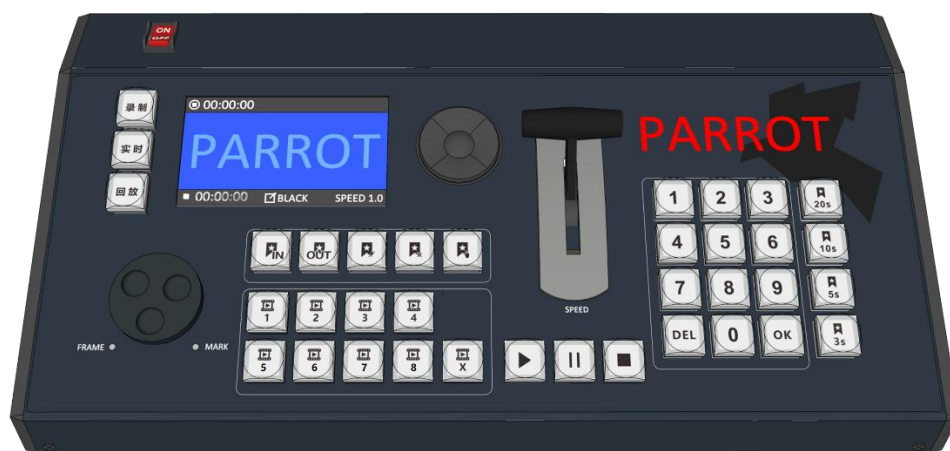 ON
OFF
录制
实时
回放
00:00:00
PARROT
00:00:00 BLACK SPEED 1.0
PARROT
IN
OUT
1 2 3 4
5 6 7 8 X
FRAME MARK
SPEED
1 2 3 20s
4 5 6 10s
7 8 9 5s
DEL 0 OK 3s